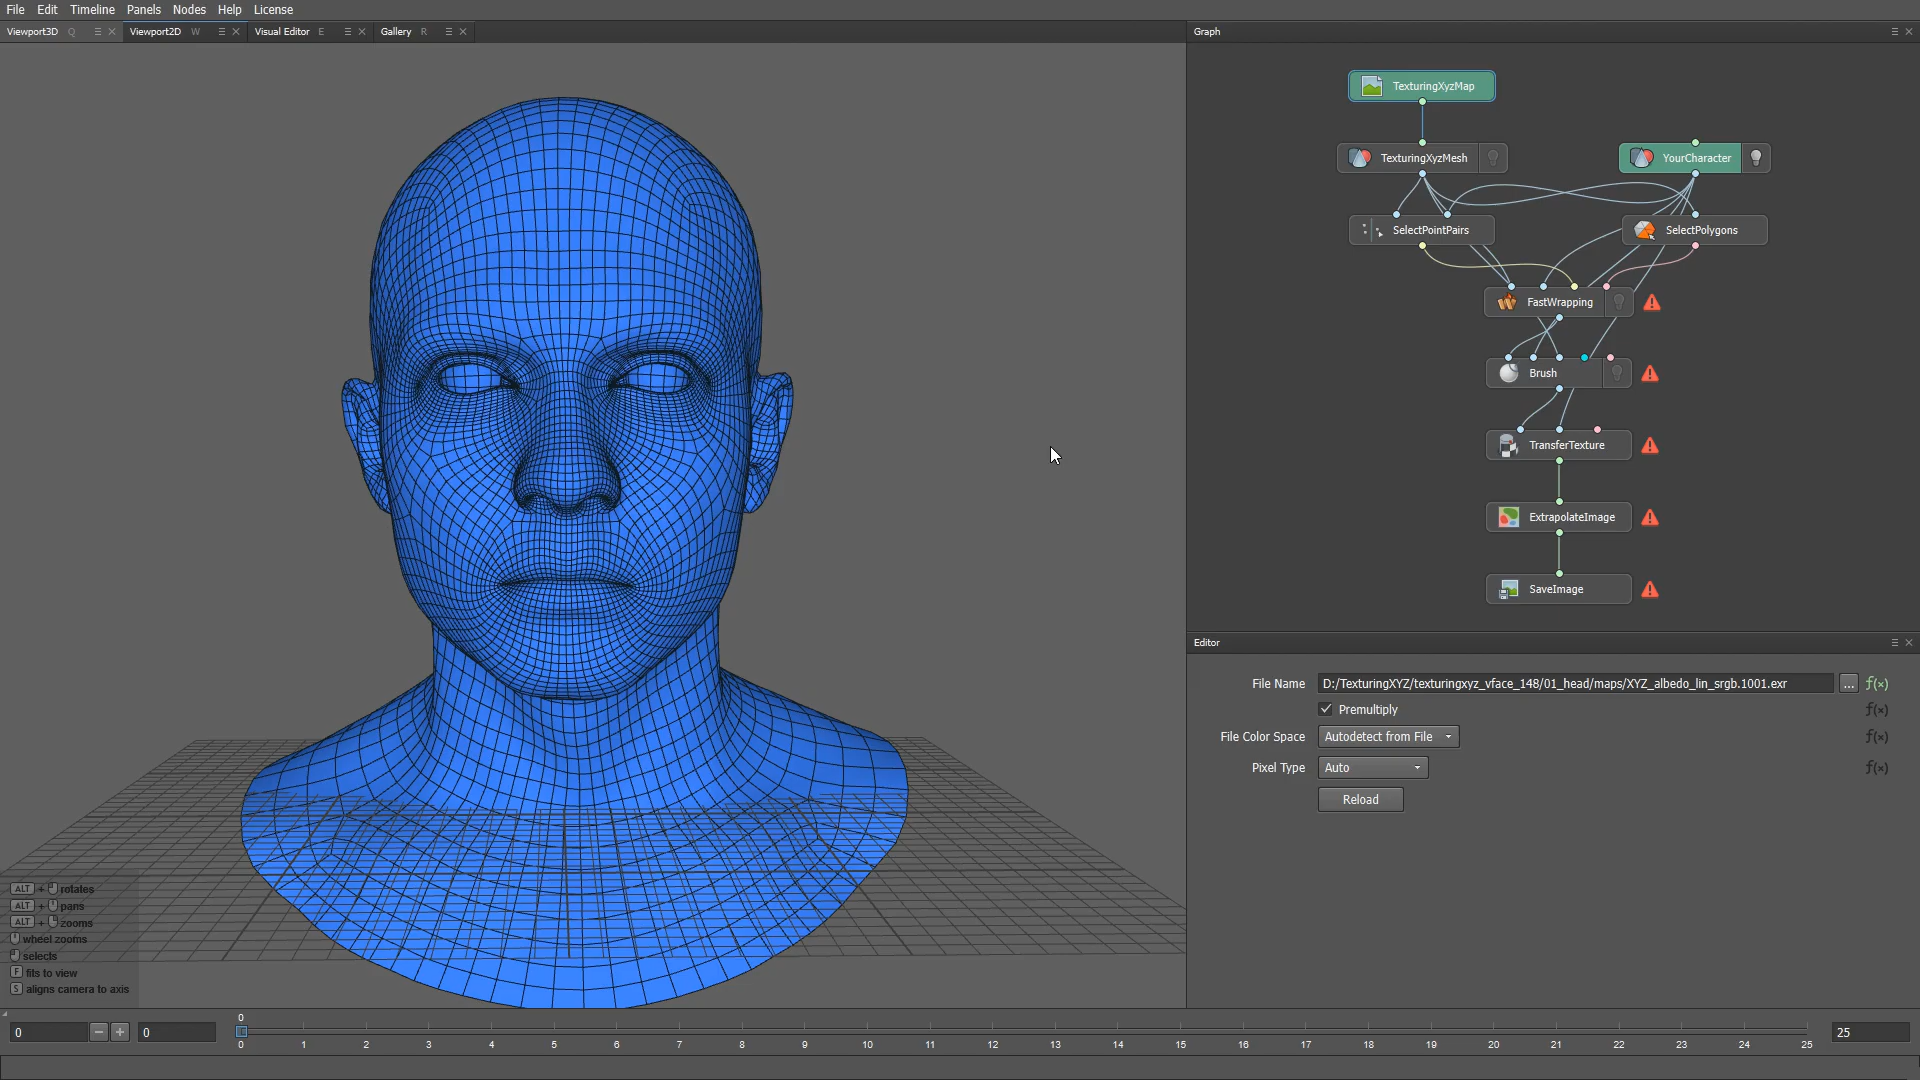 File Edit Timeline Panels Nodes Help License
Viewport3D Q Viewport2D W Visual Editor E Gallery R
Graph
TexturingXyzMap
TexturingXyzMesh
YourCharacter
SelectPointPairs
SelectPolygons
FastWrapping
Brush
TransferTexture
ExtrapolateImage
SaveImage
Editor
File Name D:/TexturingXYZ/texturingxyz_vface_148/01_head/maps/XYZ_albedo_lin_srgb.1001.exr ... f(x)
Premultiply f(x)
File Color Space Autodetect from File f(x)
Pixel Type Auto f(x)
Reload
ALT + rotates
ALT + pans
ALT + zooms
wheel zooms
selects
F fits to view
S aligns camera to axis
0
0 − + 0 25
0 1 2 3 4 5 6 7 8 9 10 11 12 13 14 15 16 17 18 19 20 21 22 23 24 25